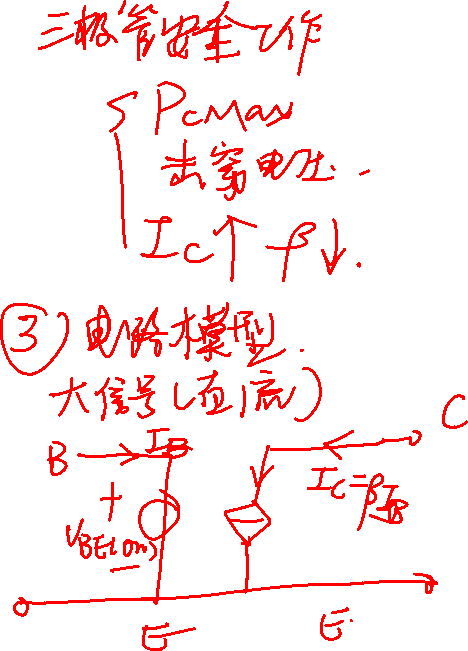 三极管安全工作
PCMax
击穿电压.
IC↑ β↓.
③ 电路模型.
大信号(直流)
C
B IB
IC=βIB
+
VBE(on)
−
E E.